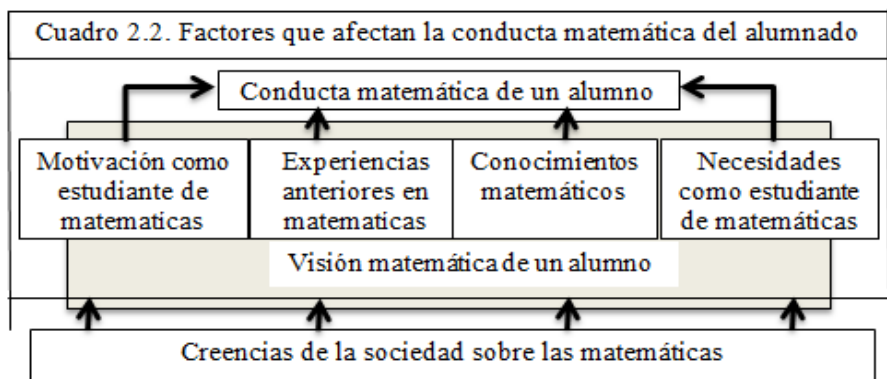 Cuadro 2.2. Factores que afectan la conducta matemática del alumnado
Conducta matemática de un alumno
Motivación como
estudiante de
matematicas
Experiencias
anteriores en
matematicas
Conocimientos
matemáticos
Necesidades
como estudiante
de matemáticas
Visión matemática de un alumno
Creencias de la sociedad sobre las matemáticas